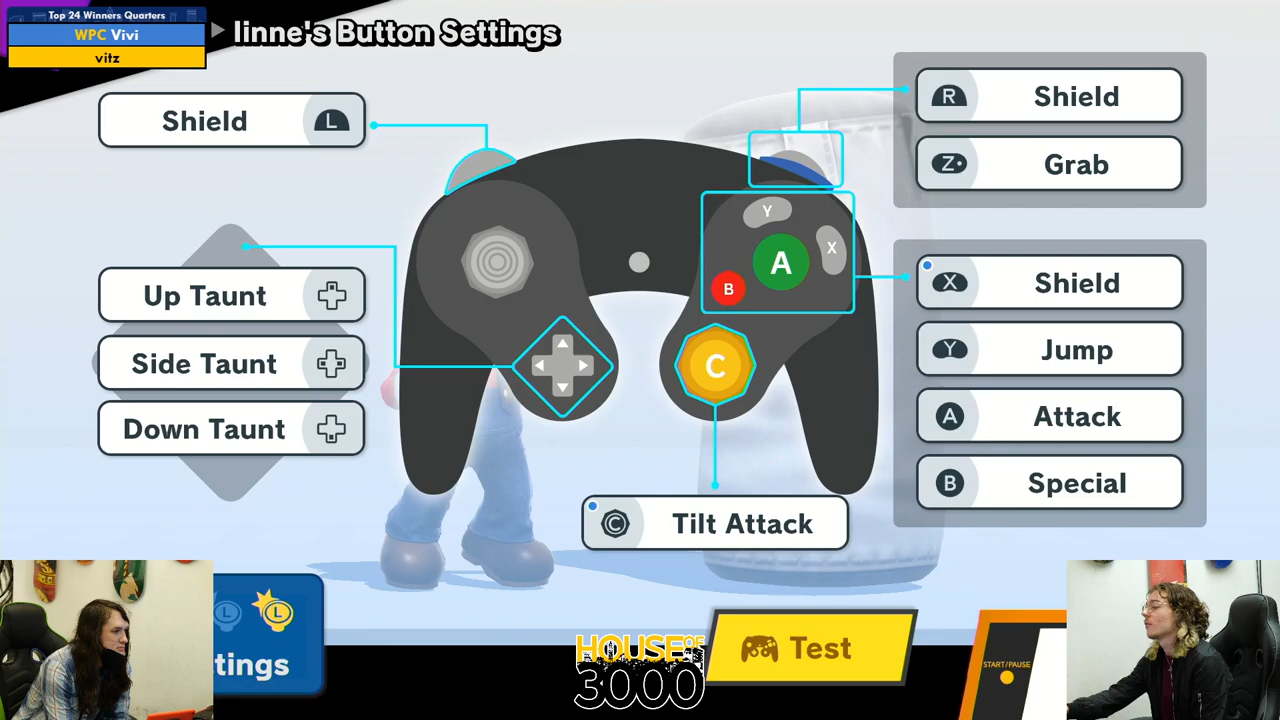 Top 24 Winners Quarters
WPC Vivi
vitz
linne's Button Settings
Shield L
R Shield
Z Grab
Up Taunt
Side Taunt
Down Taunt
Y
X
A
B
C
X Shield
Y Jump
A Attack
B Special
C Tilt Attack
L L
tings
HOUSE OF
3000
Test
START/PAUSE